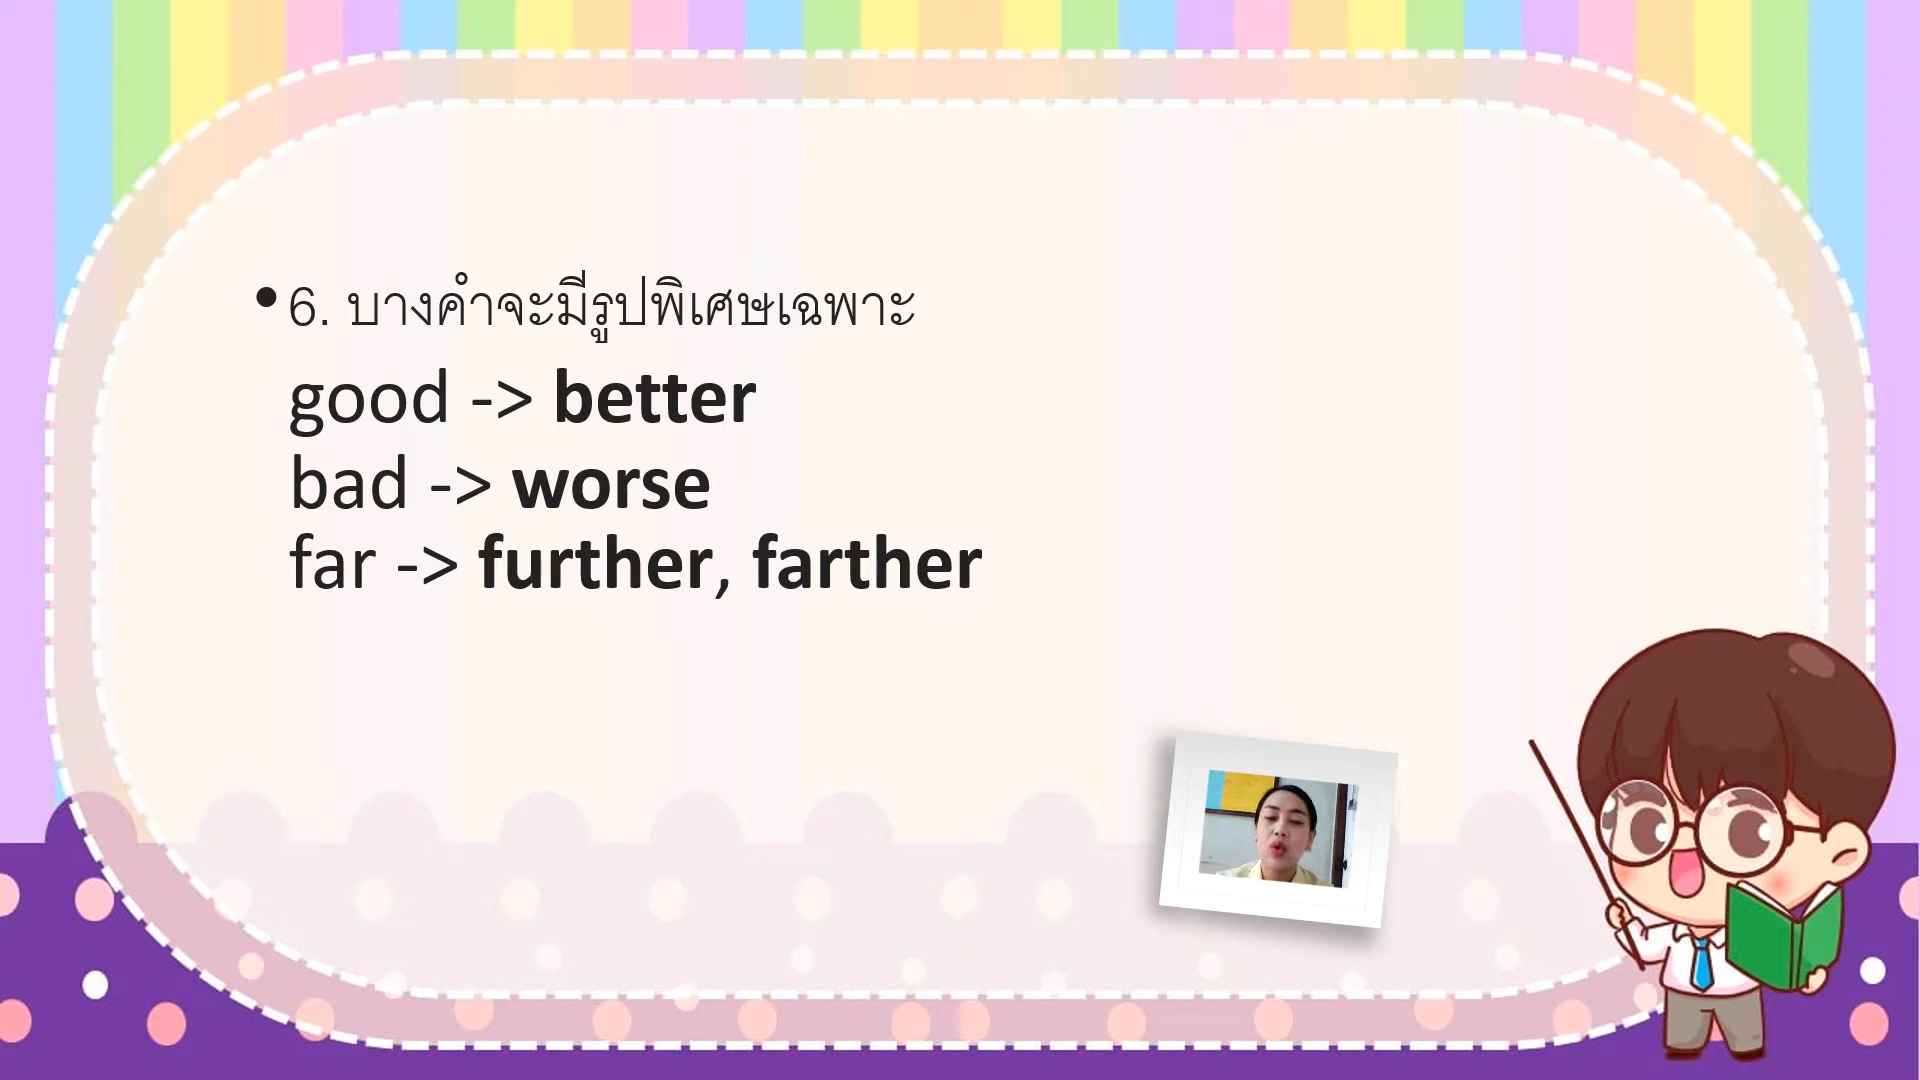 • 6. บางคำจะมีรูปพิเศษเฉพาะ
good -> better
bad -> worse
far -> further, farther